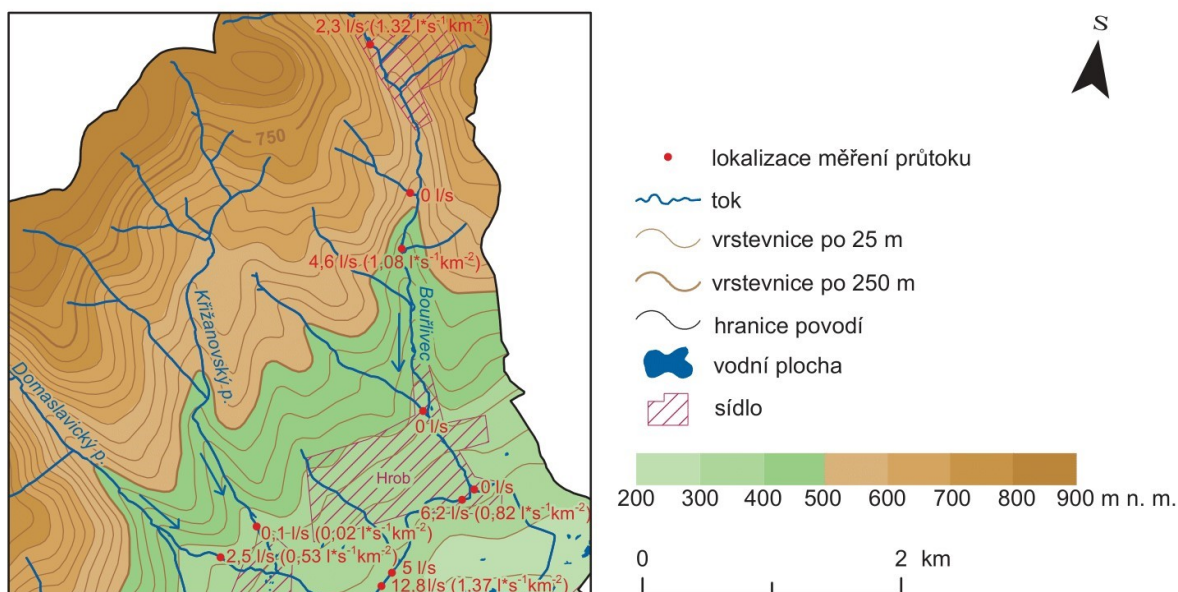 2,3 l/s (1.32 l*s⁻¹km⁻²)
750
0 l/s
4,6 l/s (1,08 l*s⁻¹km⁻²)
Křižanovský p.
Bouřlivec
Domaslavický p.
0 l/s
Hrob
0 l/s
6,2 l/s (0,82 l*s⁻¹km⁻²)
0,1 l/s (0,02 l*s⁻¹km⁻²)
2,5 l/s (0,53 l*s⁻¹km⁻²)
5 l/s
12,8 l/s (1,37 l*s⁻¹km⁻²)
S
lokalizace měření průtoku
tok
vrstevnice po 25 m
vrstevnice po 250 m
hranice povodí
vodní plocha
sídlo
200 300 400 500 600 700 800 900 m n. m.
0 2 km